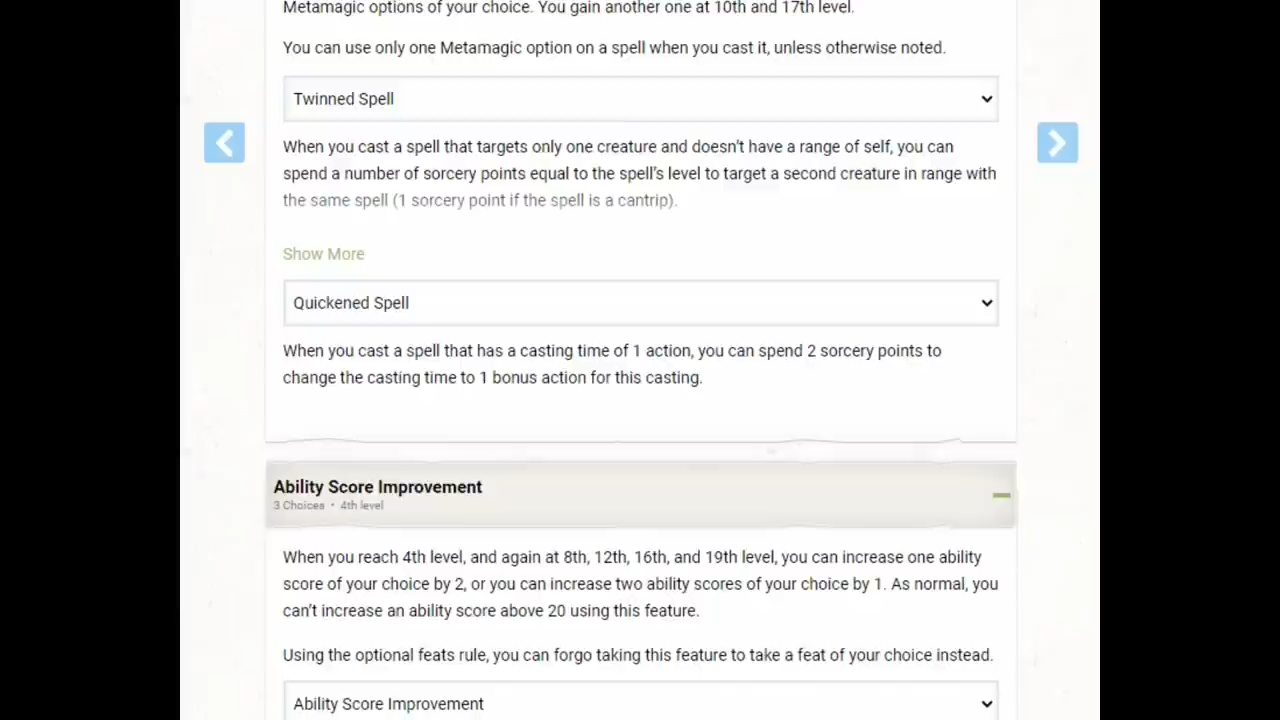 Metamagic options of your choice. You gain another one at 10th and 17th level.
You can use only one Metamagic option on a spell when you cast it, unless otherwise noted.
Twinned Spell
When you cast a spell that targets only one creature and doesn't have a range of self, you can
spend a number of sorcery points equal to the spell's level to target a second creature in range with
the same spell (1 sorcery point if the spell is a cantrip).
Show More
Quickened Spell
When you cast a spell that has a casting time of 1 action, you can spend 2 sorcery points to
change the casting time to 1 bonus action for this casting.
Ability Score Improvement
3 Choices • 4th level
When you reach 4th level, and again at 8th, 12th, 16th, and 19th level, you can increase one ability
score of your choice by 2, or you can increase two ability scores of your choice by 1. As normal, you
can't increase an ability score above 20 using this feature.
Using the optional feats rule, you can forgo taking this feature to take a feat of your choice instead.
Ability Score Improvement